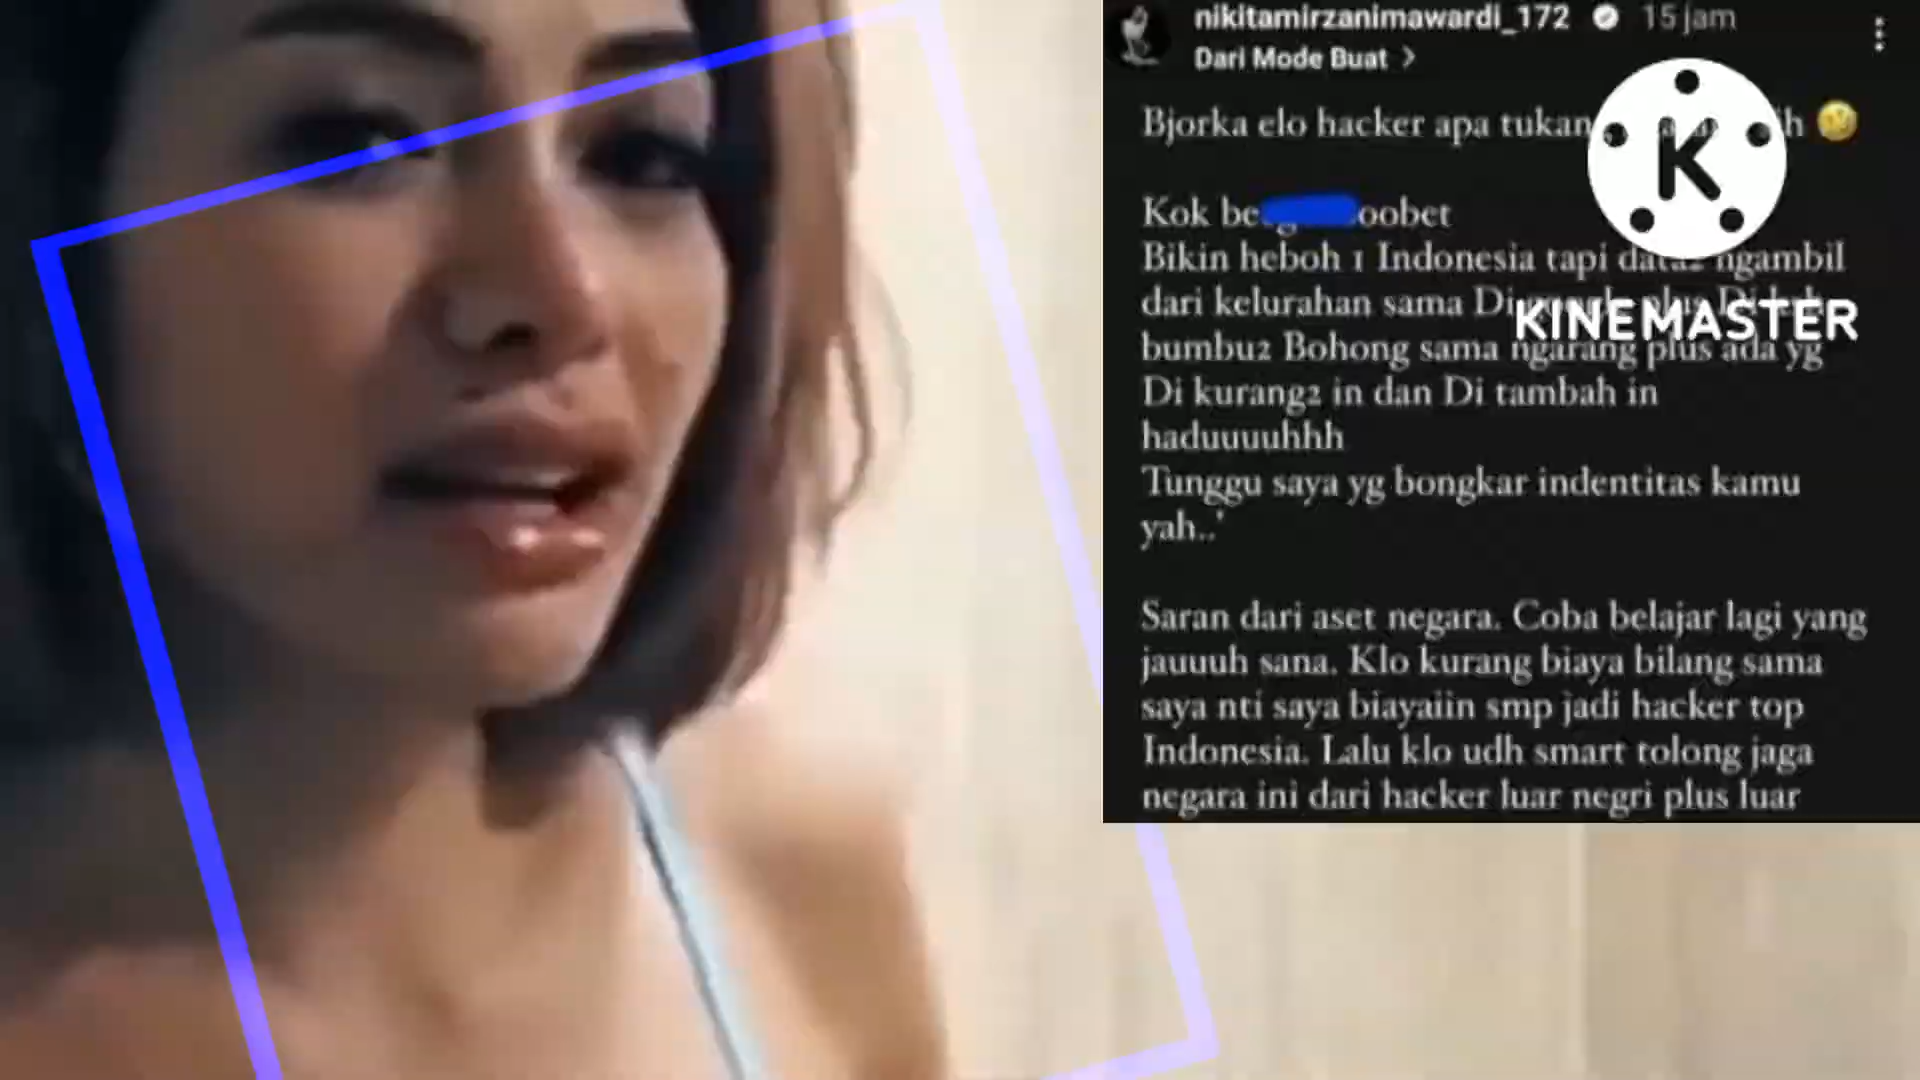 nikitamirzanimawardi_172 15 jam
Dari Mode Buat >
Bjorka elo hacker apa
Kok
Bikin heboh 1 Indonesia tapi data2 ngambil
dari kelurahan sama plus
bumbu2 Bohong sama ngarang plus ada yg
Di kurang2 in dan Di tambah in
haduuuuhhh
Tunggu saya yg bongkar indentitas kamu
yah..'
Saran dari aset negara. Coba belajar lagi yang
jauuuh sana. Klo kurang biaya bilang sama
saya nti saya biayaiin smp jadi hacker top
Indonesia. Lalu klo udh smart tolong jaga
negara ini dari hacker luar negri plus luar
K
KINEMASTER